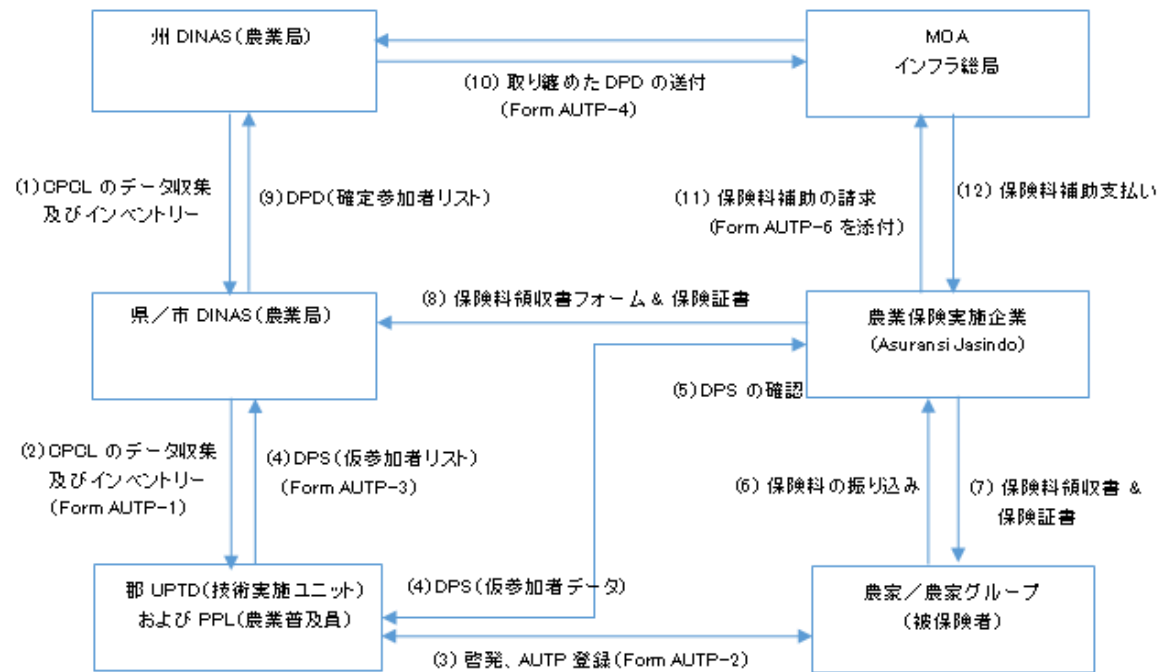 州 DINAS(農業局)
MOA
インフラ総局
(10) 取り纏めた DPD の送付
(Form AUTP-4)
(1) CPCL のデータ収集
及びインベントリー
(9) DPD(確定参加者リスト)
(11) 保険料補助の請求
(Form AUTP-6 を添付)
(12) 保険料補助支払い
県／市 DINAS(農業局)
(8) 保険料領収書フォーム & 保険証書
農業保険実施企業
(Asuransi Jasindo)
(5) DPS の確認
(2) CPCL のデータ収集
及びインベントリー
(Form AUTP-1)
(4) DPS(仮参加者リスト)
(Form AUTP-3)
(6) 保険料の振り込み
(7) 保険料領収書 &
保険証書
郡 UPTD(技術実施ユニット)
および PPL(農業普及員)
(4) DPS(仮参加者データ)
農家／農家グループ
(被保険者)
(3) 啓発、AUTP 登録(Form AUTP-2)